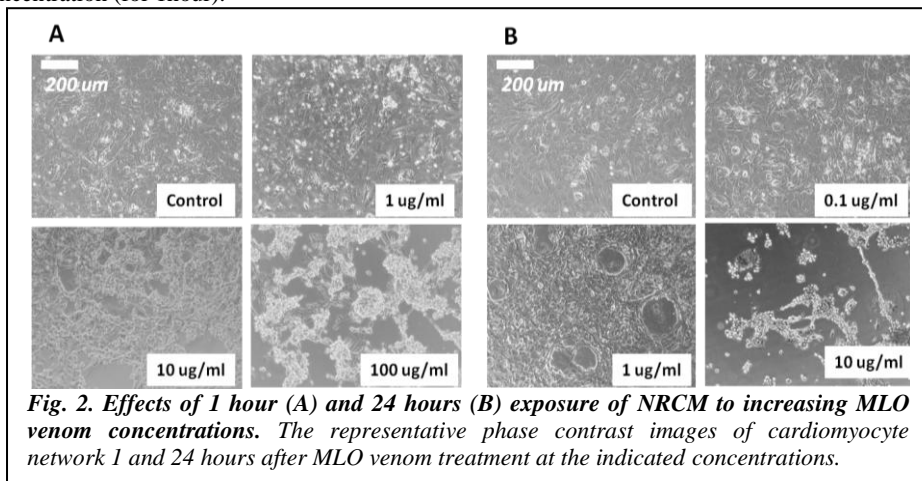 ncentration (for 1hour).
A B
200 um 200 um
Control 1 ug/ml Control 0.1 ug/ml
10 ug/ml 100 ug/ml 1 ug/ml 10 ug/ml
Fig. 2. Effects of 1 hour (A) and 24 hours (B) exposure of NRCM to increasing MLO
venom concentrations. The representative phase contrast images of cardiomyocyte
network 1 and 24 hours after MLO venom treatment at the indicated concentrations.